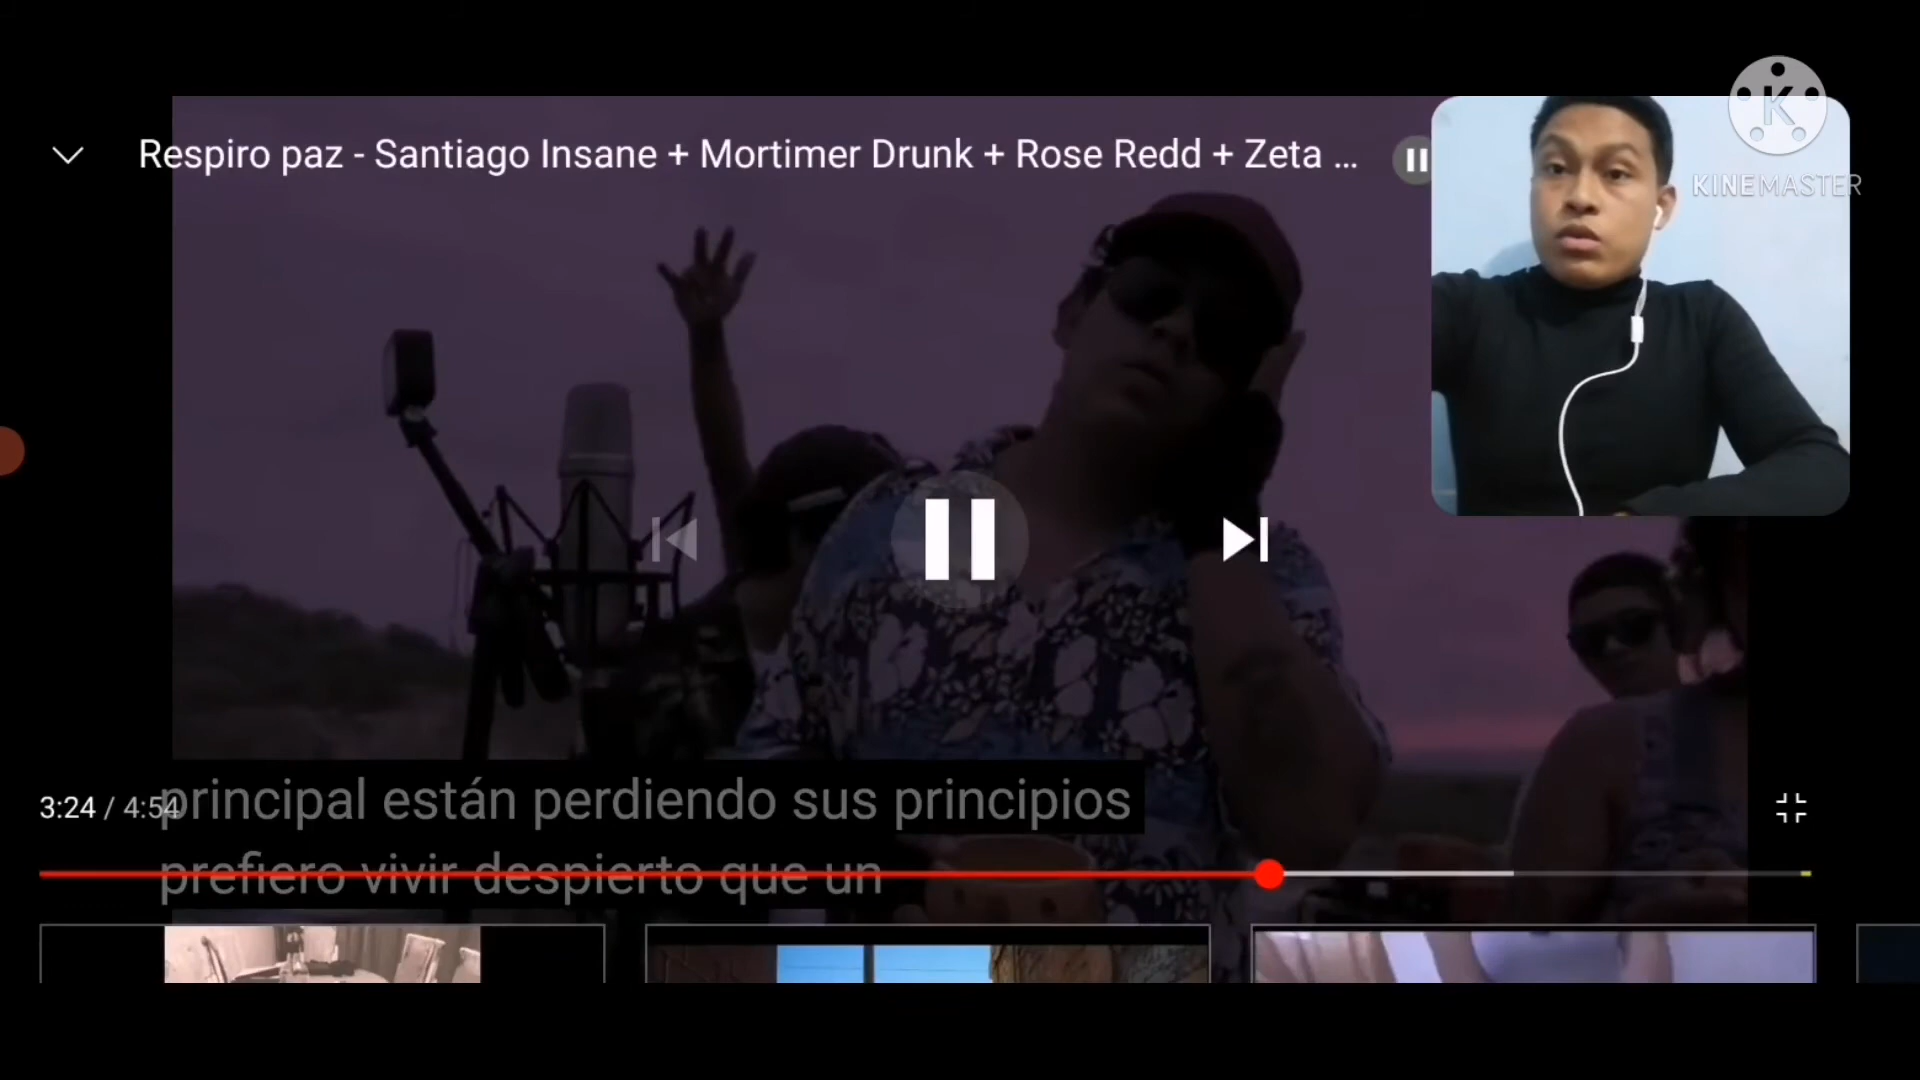 Respiro paz - Santiago Insane + Mortimer Drunk + Rose Redd + Zeta ...
K
KINEMASTER
principal están perdiendo sus principios
3:24 / 4:54
prefiero vivir despierto que un